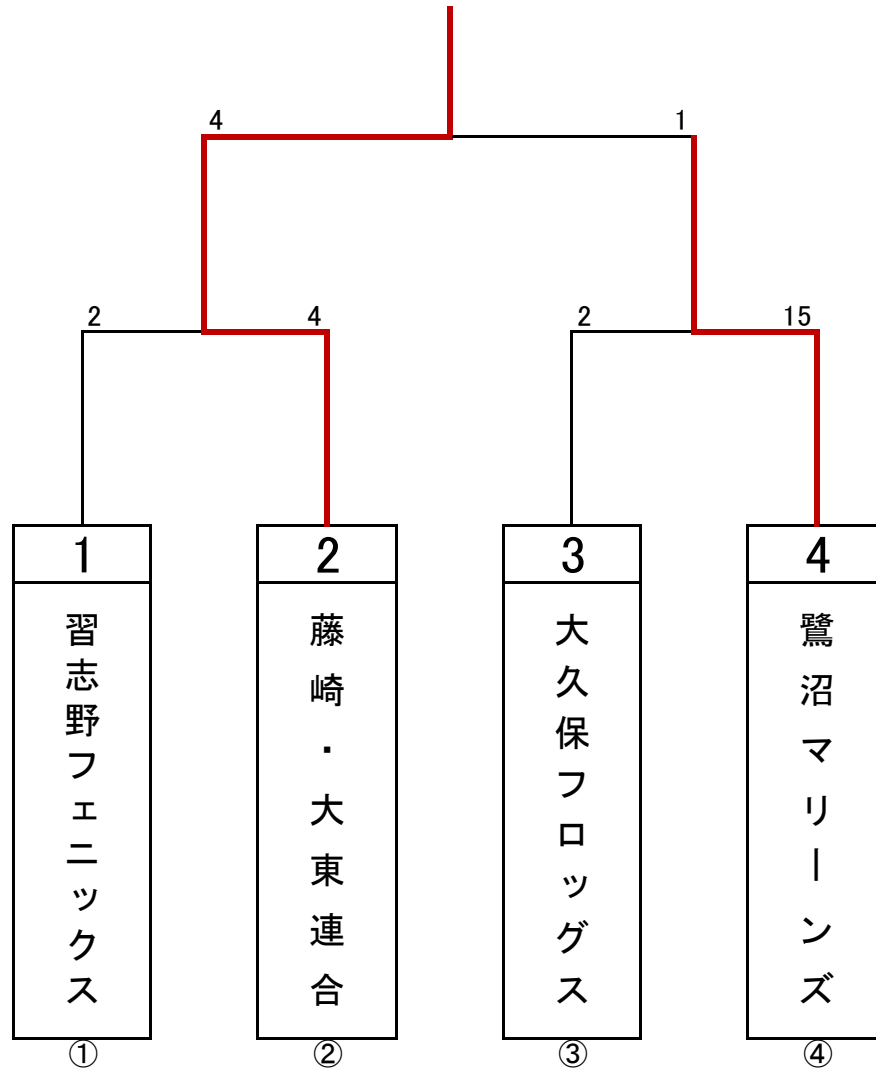 4 1
2 4 2 15
1 2 3 4
習志野フェニックス
藤崎・大東連合
大久保フロッグス
鷺沼マリーンズ
① ② ③ ④